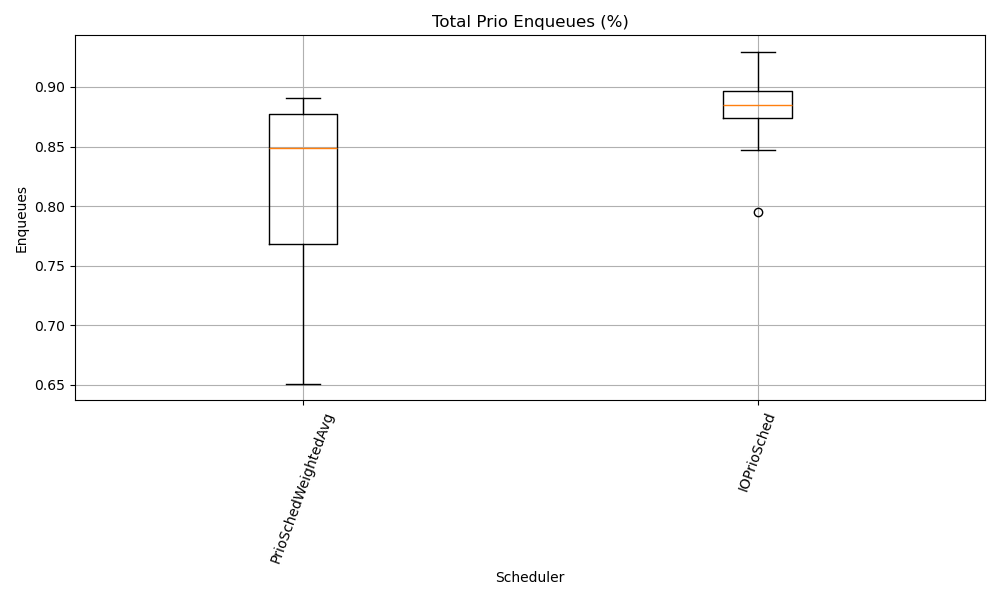 Total Prio Enqueues (%)
Enqueues
0.90
0.85
0.80
0.75
0.70
0.65
PrioSchedWeightedAvg
IOPrioSched
Scheduler